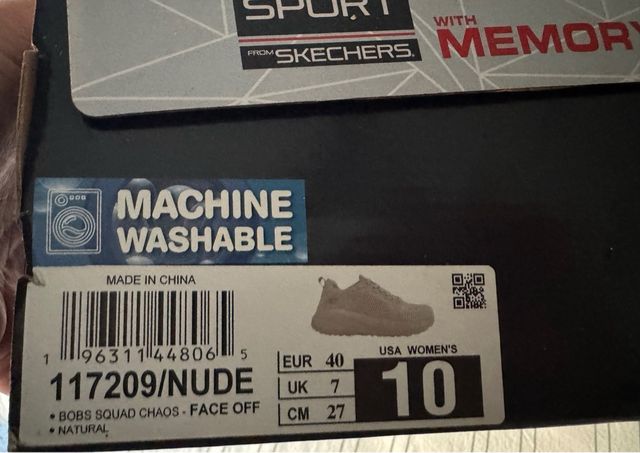 SPORT
FROM SKECHERS.
WITH
MEMORY
MACHINE
WASHABLE
MADE IN CHINA
1 96311 44806 5
117209/NUDE
• BOBS SQUAD CHAOS - FACE OFF
• NATURAL
EUR 40
UK 7
CM 27
USA WOMEN'S
10